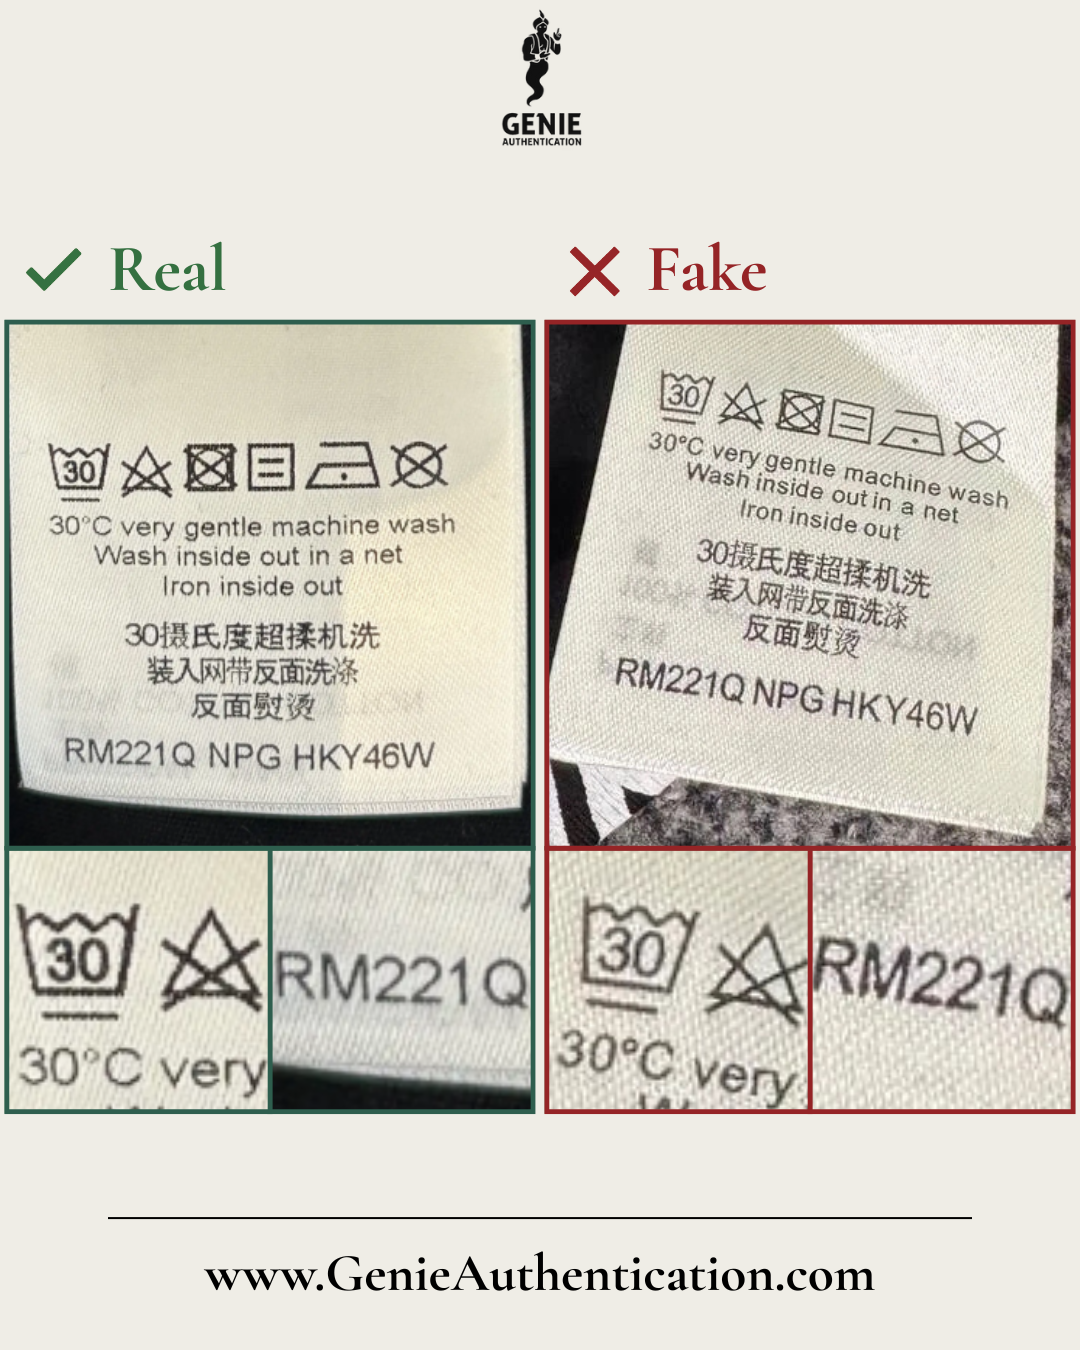 GENIE
AUTHENTICATION
Real
Fake
30
30°C very gentle machine wash
Wash inside out in a net
Iron inside out
30摄氏度超揉机洗
装入网带反面洗涤
反面熨烫
RM221Q NPG HKY46W
30
30°C very gentle machine wash
Wash inside out in a net
Iron inside out
30摄氏度超揉机洗
装入网带反面洗涤
反面熨烫
RM221Q NPG HKY46W
30
30°C very
RM221Q
30
30°C very
RM221Q
www.GenieAuthentication.com